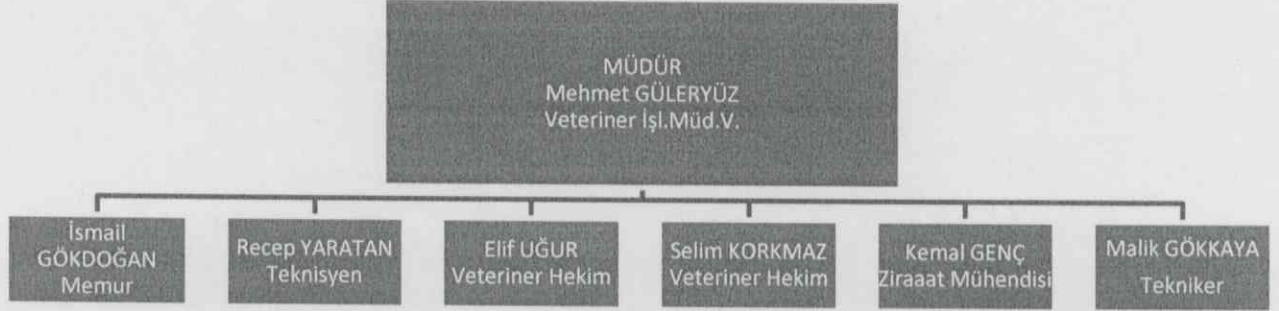 MÜDÜR
Mehmet GÜLERYÜZ
Veteriner İşl.Müd.V.
İsmail
GÖKDOĞAN
Memur
Recep YARATAN
Teknisyen
Elif UĞUR
Veteriner Hekim
Selim KORKMAZ
Veteriner Hekim
Kemal GENÇ
Ziraaat Mühendisi
Malik GÖKKAYA
Tekniker